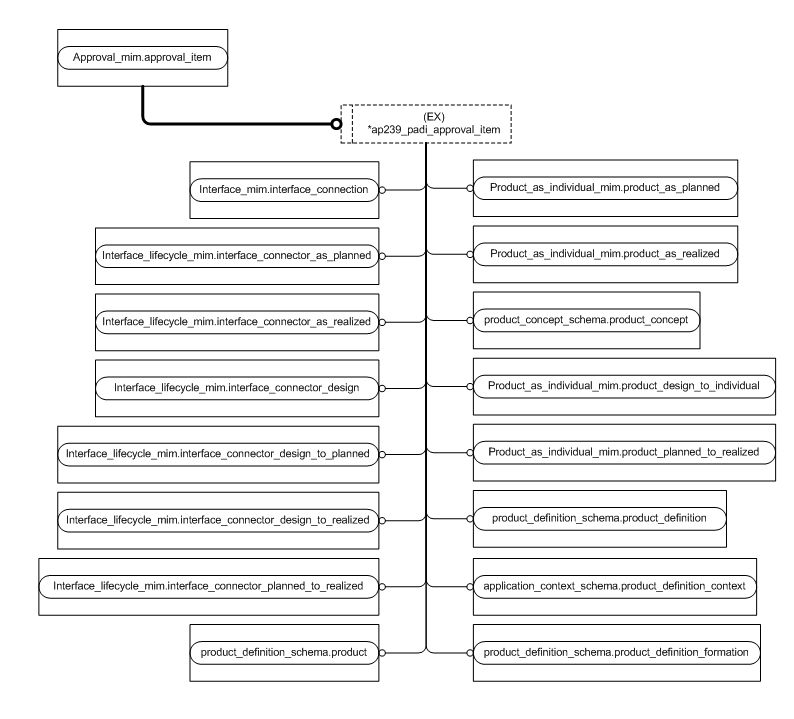 Approval_mim.approval_item
(EX)
*ap239_padi_approval_item
Interface_mim.interface_connection
Product_as_individual_mim.product_as_planned
Interface_lifecycle_mim.interface_connector_as_planned
Product_as_individual_mim.product_as_realized
Interface_lifecycle_mim.interface_connector_as_realized
product_concept_schema.product_concept
Interface_lifecycle_mim.interface_connector_design
Product_as_individual_mim.product_design_to_individual
Interface_lifecycle_mim.interface_connector_design_to_planned
Product_as_individual_mim.product_planned_to_realized
Interface_lifecycle_mim.interface_connector_design_to_realized
product_definition_schema.product_definition
Interface_lifecycle_mim.interface_connector_planned_to_realized
application_context_schema.product_definition_context
product_definition_schema.product
product_definition_schema.product_definition_formation